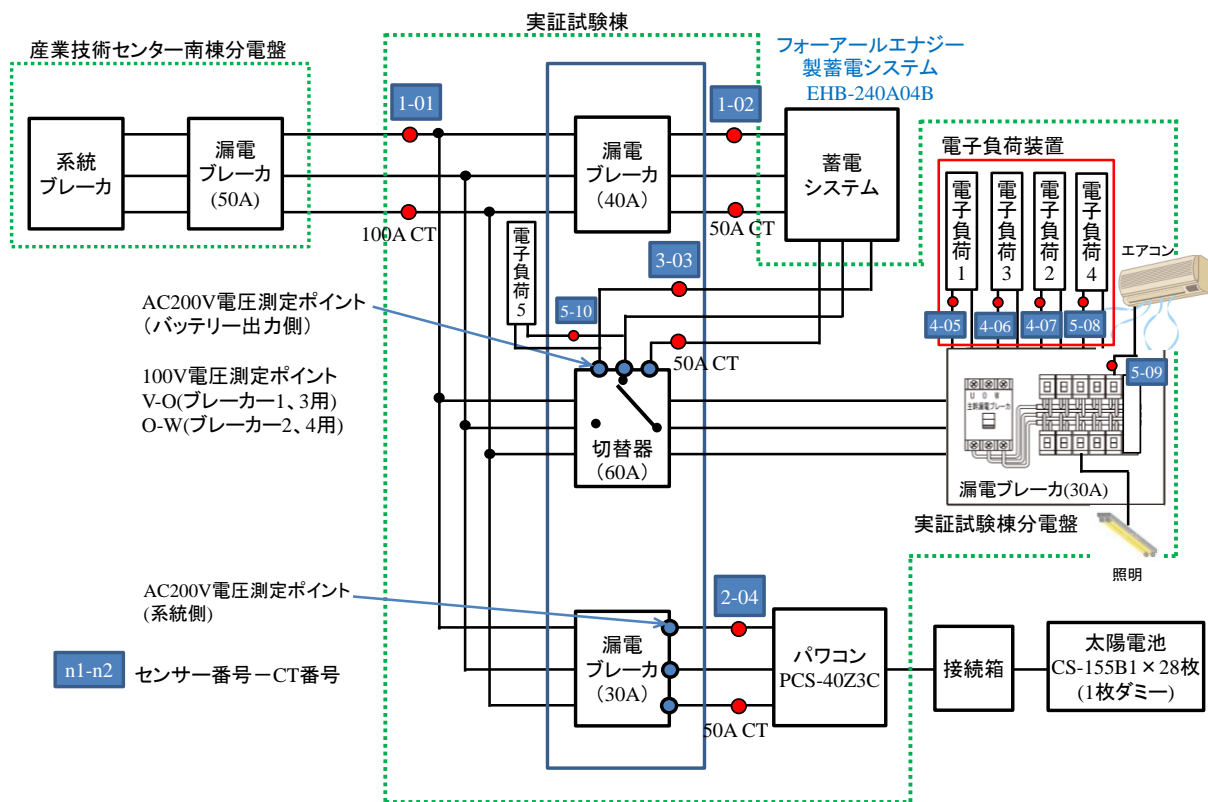 実証試験棟
産業技術センター南棟分電盤
フォーアールエナジー
製蓄電システム
EHB-240A04B
1-01
1-02
系統
ブレーカ
漏電
ブレーカ
(50A)
漏電
ブレーカ
(40A)
蓄電
システム
100A CT
50A CT
電子負荷装置
電子負荷1
電子負荷3
電子負荷2
電子負荷4
エアコン
4-05
4-06
4-07
5-08
5-09
電子負荷5
3-03
5-10
50A CT
AC200V電圧測定ポイント
(バッテリー出力側)
100V電圧測定ポイント
V-O(ブレーカー1、3用)
O-W(ブレーカー2、4用)
切替器
(60A)
U O W
主幹漏電ブレーカ
漏電ブレーカ(30A)
実証試験棟分電盤
照明
AC200V電圧測定ポイント
(系統側)
2-04
漏電
ブレーカ
(30A)
パワコン
PCS-40Z3C
50A CT
接続箱
太陽電池
CS-155B1×28枚
(1枚ダミー)
n1-n2
センサー番号-CT番号